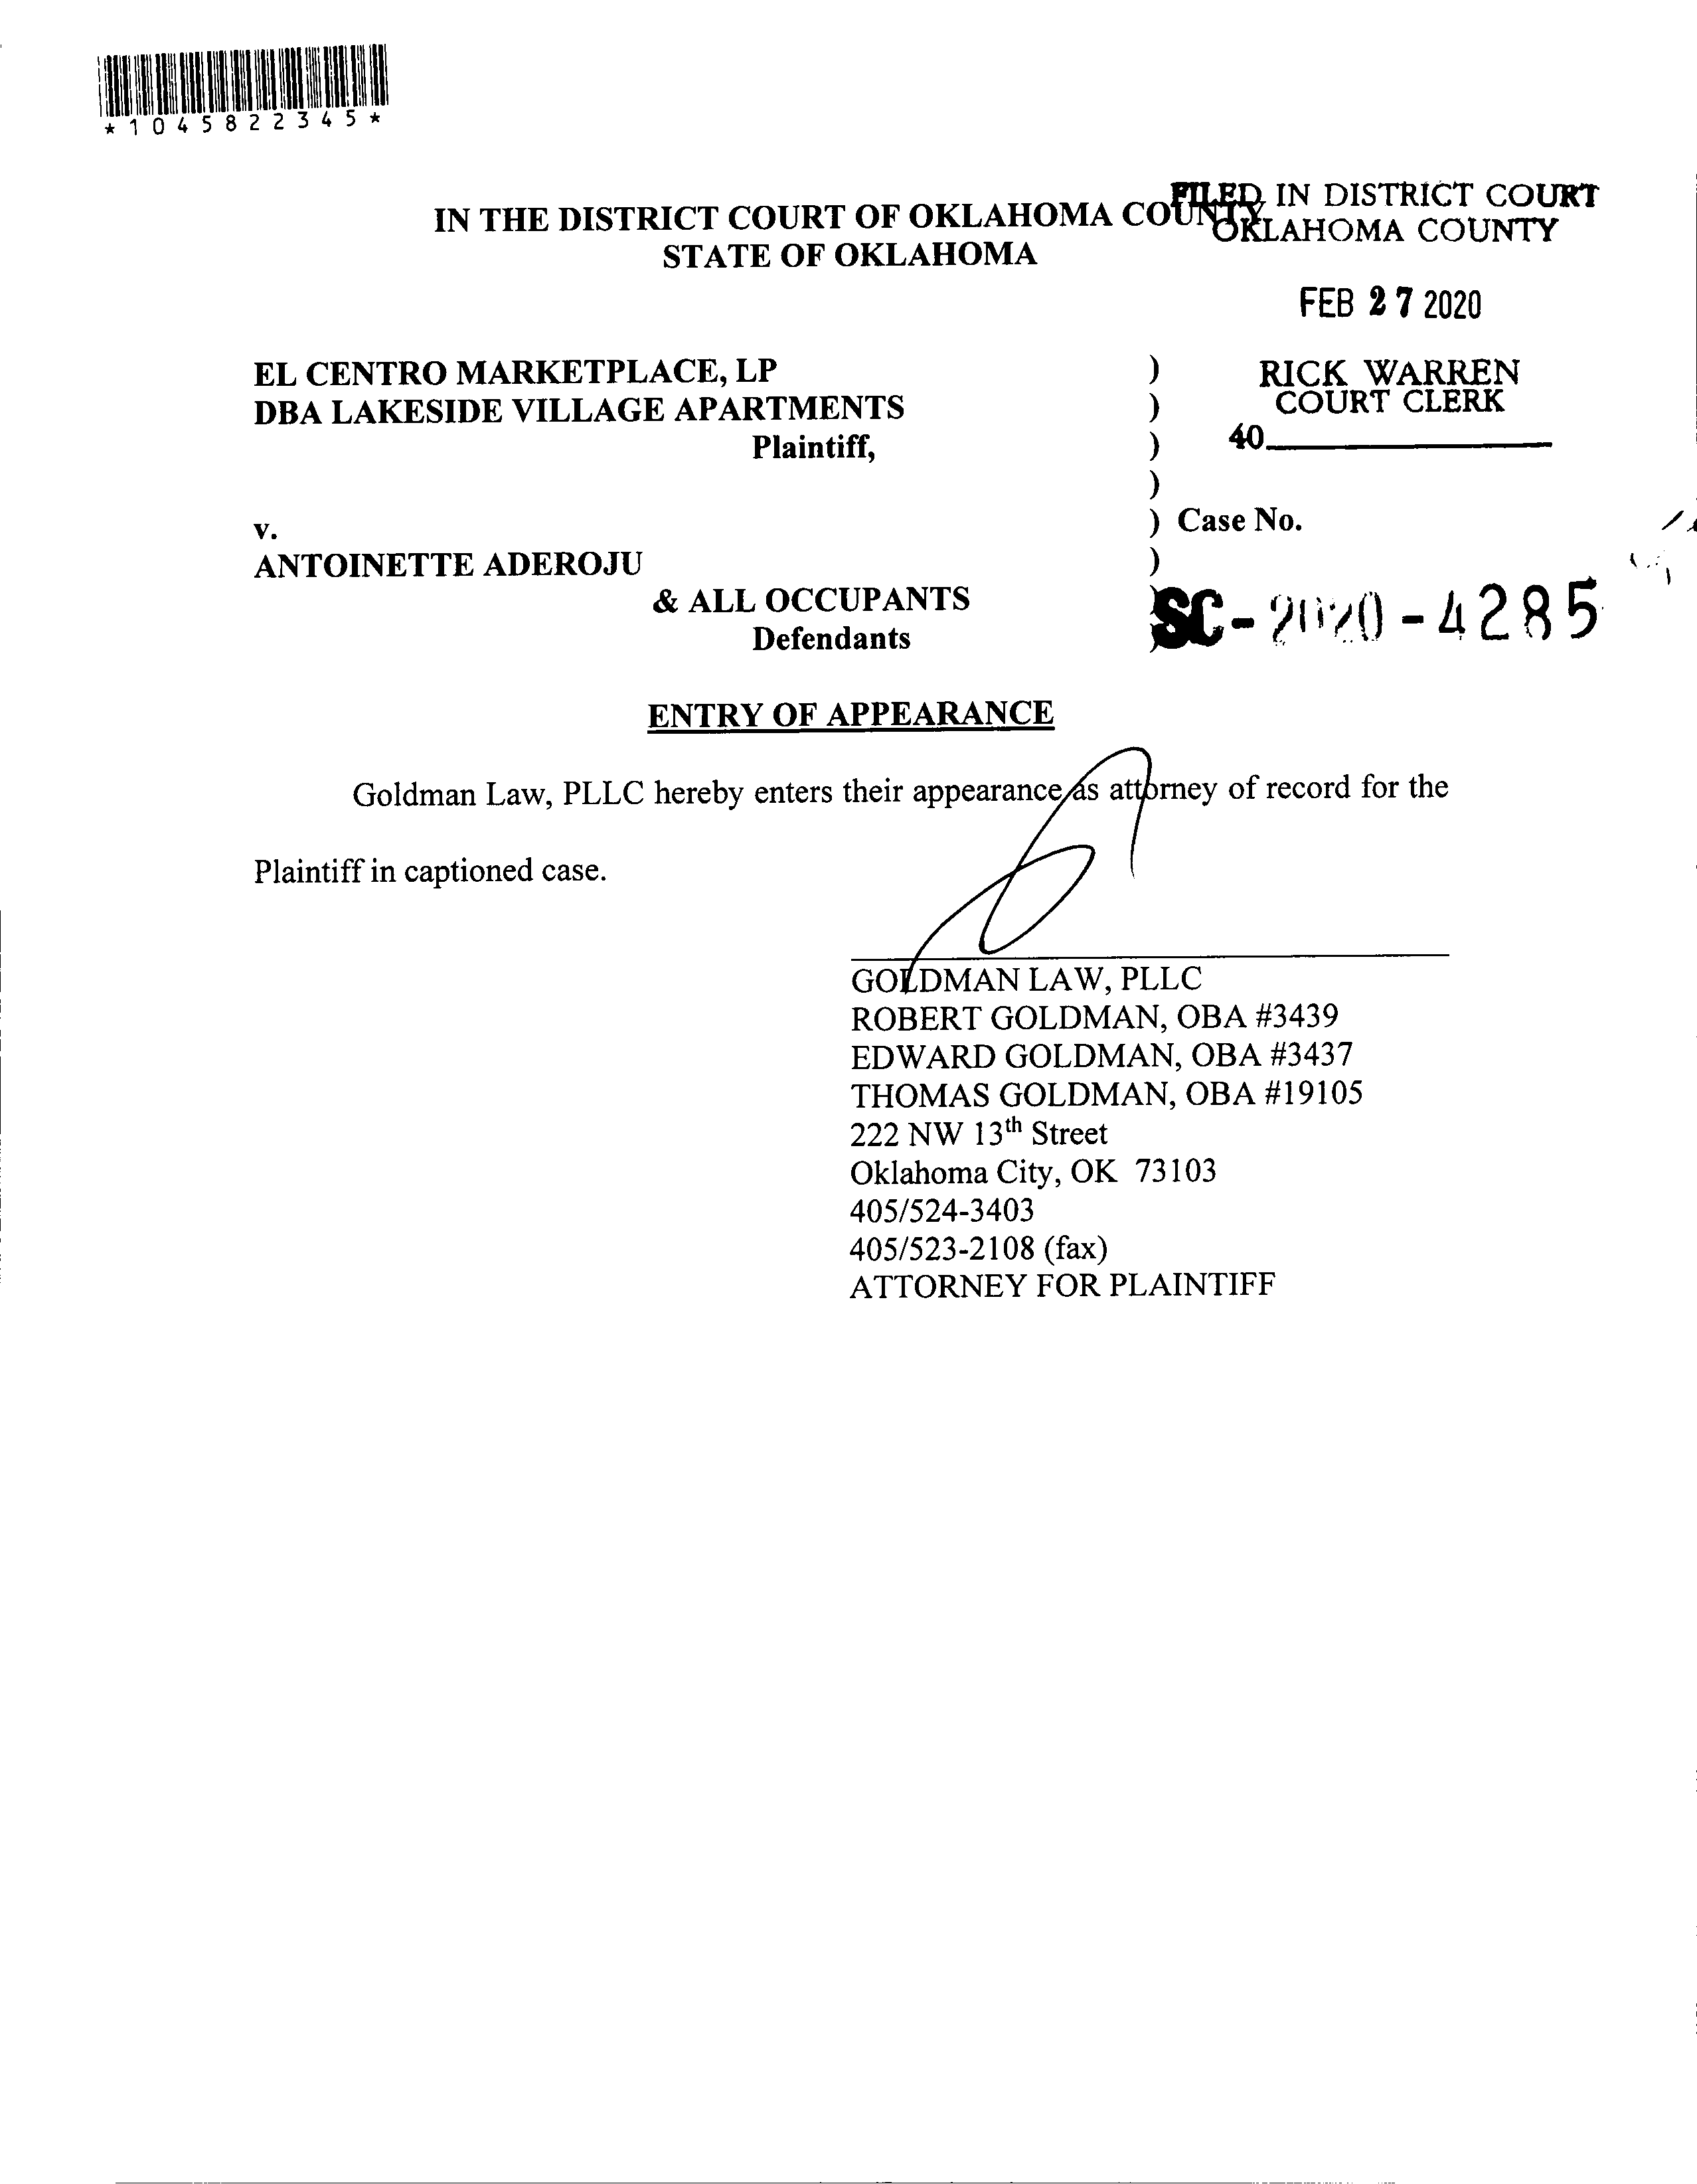 *1045822345*
IN THE DISTRICT COURT OF OKLAHOMA COUNTY
STATE OF OKLAHOMA
FILED IN DISTRICT COURT
OKLAHOMA COUNTY
FEB 27 2020
RICK WARREN
COURT CLERK
40
EL CENTRO MARKETPLACE, LP )
DBA LAKESIDE VILLAGE APARTMENTS )
Plaintiff, )
)
v. ) Case No.
ANTOINETTE ADEROJU )
& ALL OCCUPANTS
Defendants )
SC-2020-4285
ENTRY OF APPEARANCE
Goldman Law, PLLC hereby enters their appearance as attorney of record for the
Plaintiff in captioned case.
GOLDMAN LAW, PLLC
ROBERT GOLDMAN, OBA #3439
EDWARD GOLDMAN, OBA #3437
THOMAS GOLDMAN, OBA #19105
222 NW 13th Street
Oklahoma City, OK 73103
405/524-3403
405/523-2108 (fax)
ATTORNEY FOR PLAINTIFF